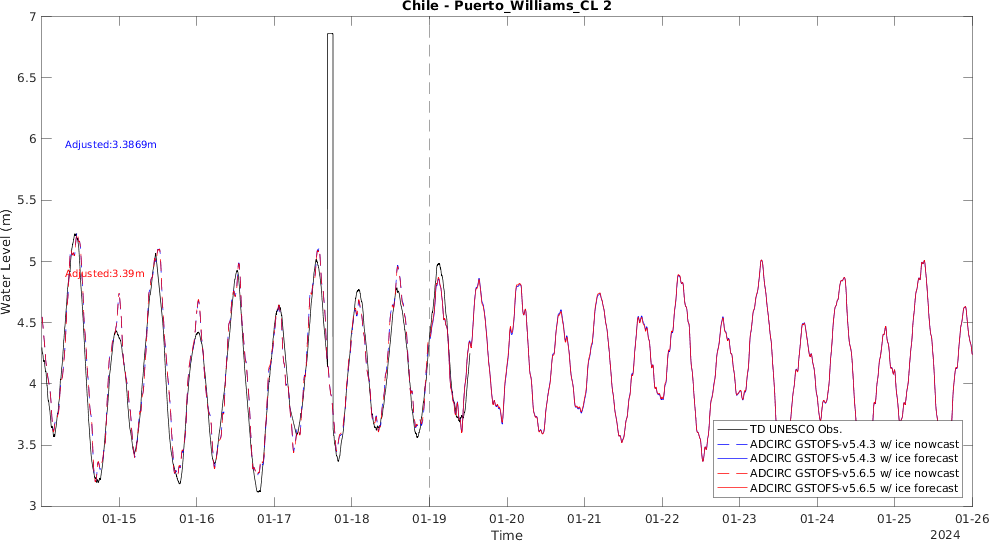 Chile - Puerto_Williams_CL 2
7
6.5
6
5.5
5
4.5
4
3.5
3
Water Level (m)
Adjusted:3.3869m
Adjusted:3.39m
TD UNESCO Obs.
ADCIRC GSTOFS-v5.4.3 w/ ice nowcast
ADCIRC GSTOFS-v5.4.3 w/ ice forecast
ADCIRC GSTOFS-v5.6.5 w/ ice nowcast
ADCIRC GSTOFS-v5.6.5 w/ ice forecast
01-15 01-16 01-17 01-18 01-19 01-20 01-21 01-22 01-23 01-24 01-25 01-26
Time
2024